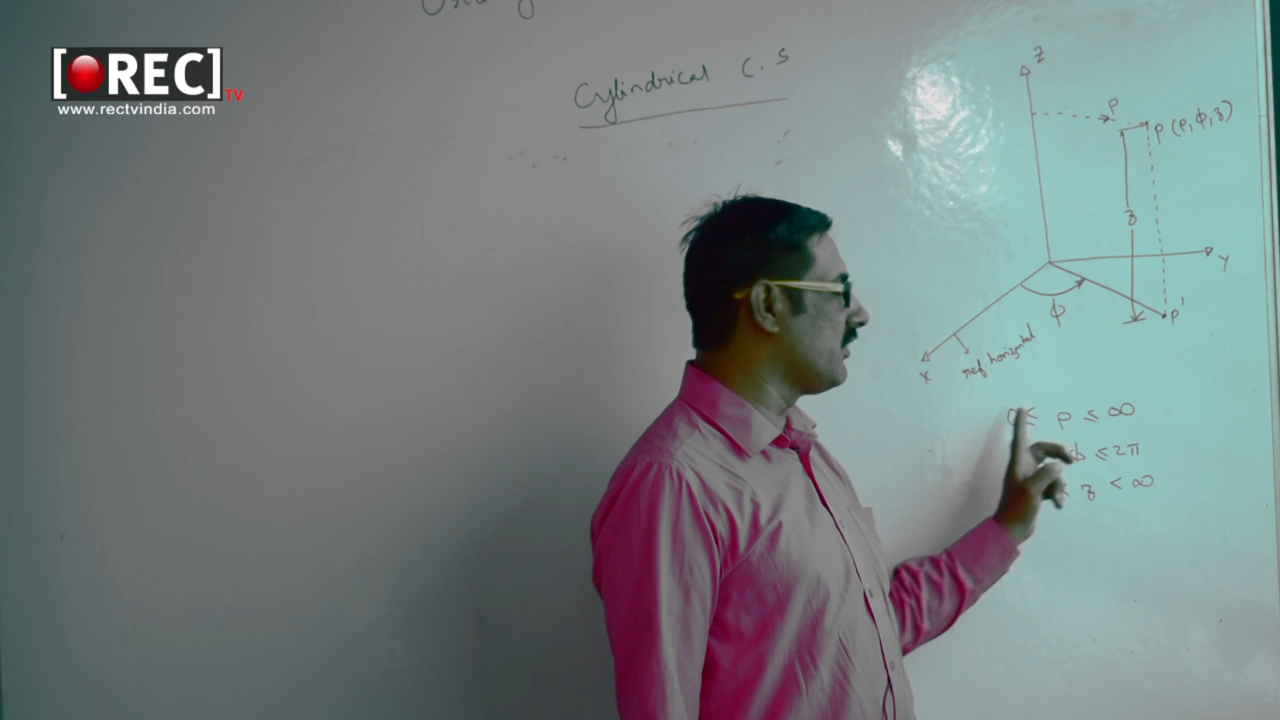 [REC]
TV
www.rectvindia.com
Cylindrical C.S
Z
ρ
P (ρ, φ, z)
z
Y
φ
P'
X
ref horizontal
≤ ρ ≤ ∞
φ ≤ 2π
z < ∞